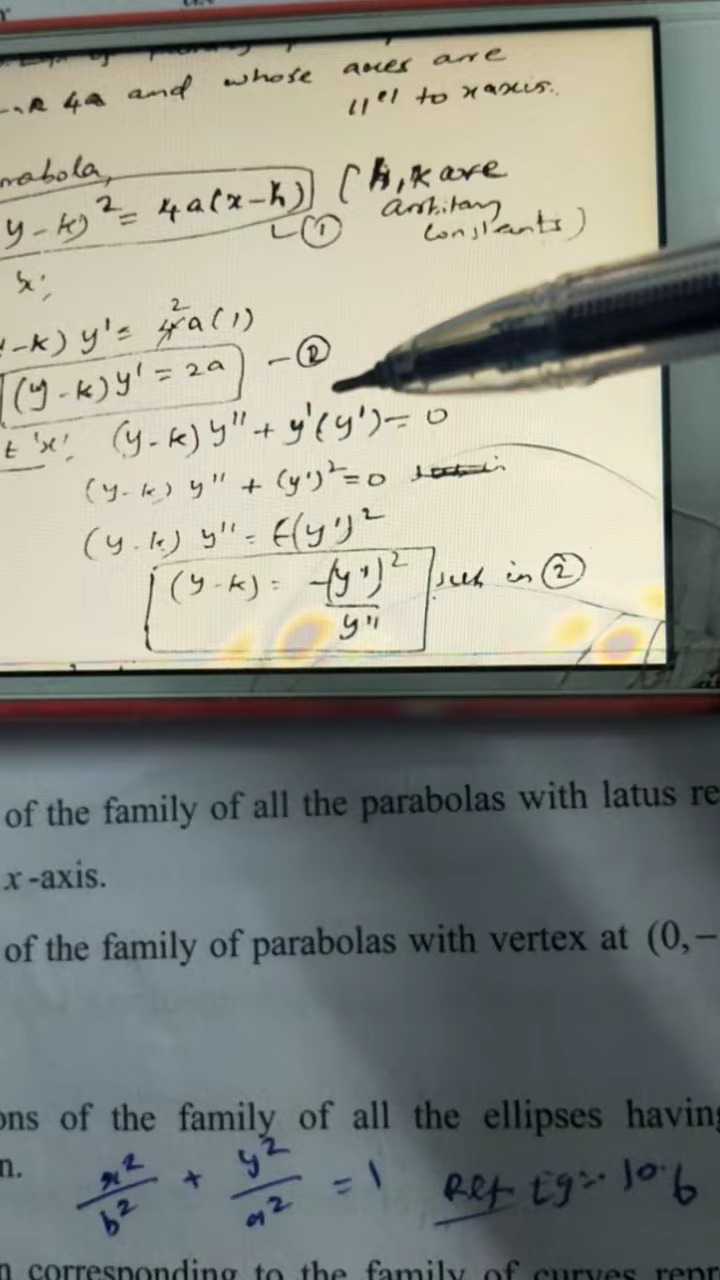 4a and whose axes are
11el to x axis.
rabola,
y-k)² = 4a(x-h) (h,k are
①
arbitary
constants)
x:
-k) y' = 4a(1)
2
(y-k)y' = 2a - ②
t 'x': (y-k)y'' + y'(y') = 0
(y-k) y'' + (y')² = 0
(y-k) y'' = -(y')²
(y-k) = -(y')²/y'' sub in ②
of the family of all the parabolas with latus re
x-axis.
of the family of parabolas with vertex at (0,−
ons of the family of all the ellipses having
n.
x²/b² + y²/a² = 1 Ref Eg:- 10.6
n corresponding to the family of curves repr